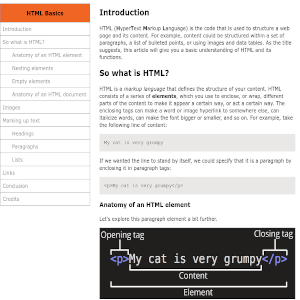 HTML Basics
Introduction
So what is HTML?
Anatomy of an HTML element
Nesting elements
Empty elements
Anatomy of an HTML document
Images
Marking up text
Headings
Paragraphs
Lists
Links
Conclusion
Credits
Introduction
HTML (HyperText Markup Language) is the code that is used to structure a web
page and its content. For example, content could be structured within a set of
paragraphs, a list of bulleted points, or using images and data tables. As the title
suggests, this article will give you a basic understanding of HTML and its
functions.
So what is HTML?
HTML is a markup language that defines the structure of your content. HTML
consists of a series of elements, which you use to enclose, or wrap, different
parts of the content to make it appear a certain way, or act a certain way. The
enclosing tags can make a word or image hyperlink to somewhere else, can
italicize words, can make the font bigger or smaller, and so on. For example, take
the following line of content:
My cat is very grumpy
If we wanted the line to stand by itself, we could specify that it is a paragraph by
enclosing it in paragraph tags:
<p>My cat is very grumpy</p>
Anatomy of an HTML element
Let's explore this paragraph element a bit further.
Opening tag
Closing tag
<p>My cat is very grumpy</p>
Content
Element